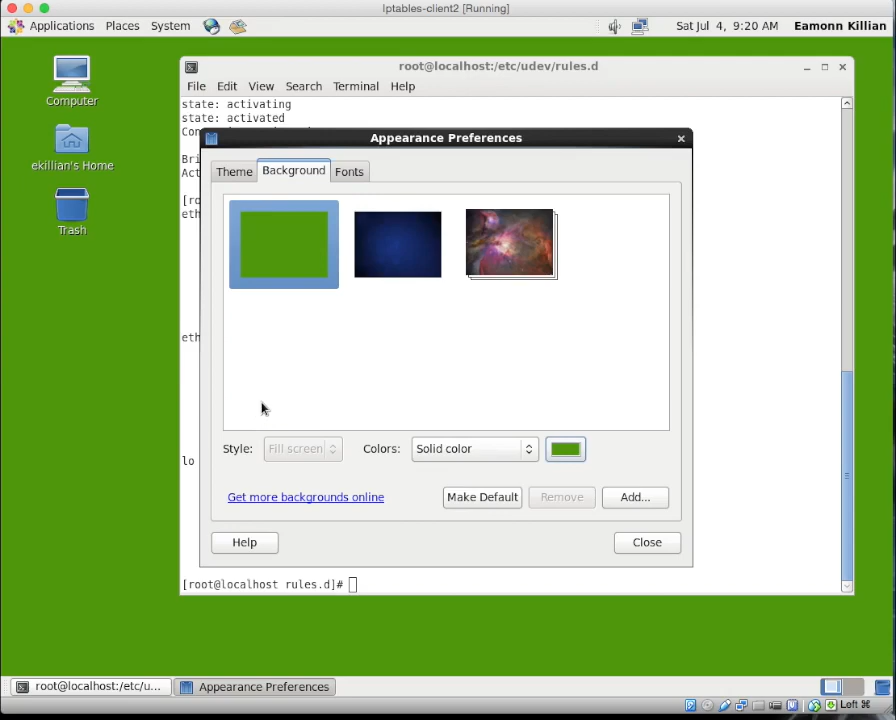 Iptables-client2 [Running]
Applications Places System Sat Jul 4, 9:20 AM Eamonn Killian
Computer
ekillian's Home
Trash
root@localhost:/etc/udev/rules.d
File Edit View Search Terminal Help
state: activating
state: activated
Appearance Preferences
Theme Background Fonts
eth
lo
Style: Fill screen Colors: Solid color
Get more backgrounds online Make Default Remove Add...
Help Close
[root@localhost rules.d]#
root@localhost:/etc/u... Appearance Preferences
Left ⌘